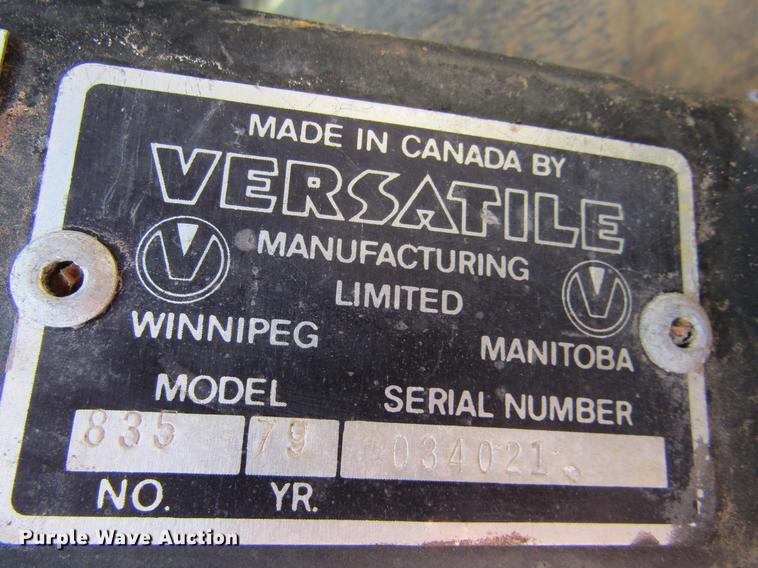 MADE IN CANADA BY
VERSATILE
MANUFACTURING
LIMITED
WINNIPEG MANITOBA
MODEL SERIAL NUMBER
835 79 034021
NO. YR.
Purple Wave Auction